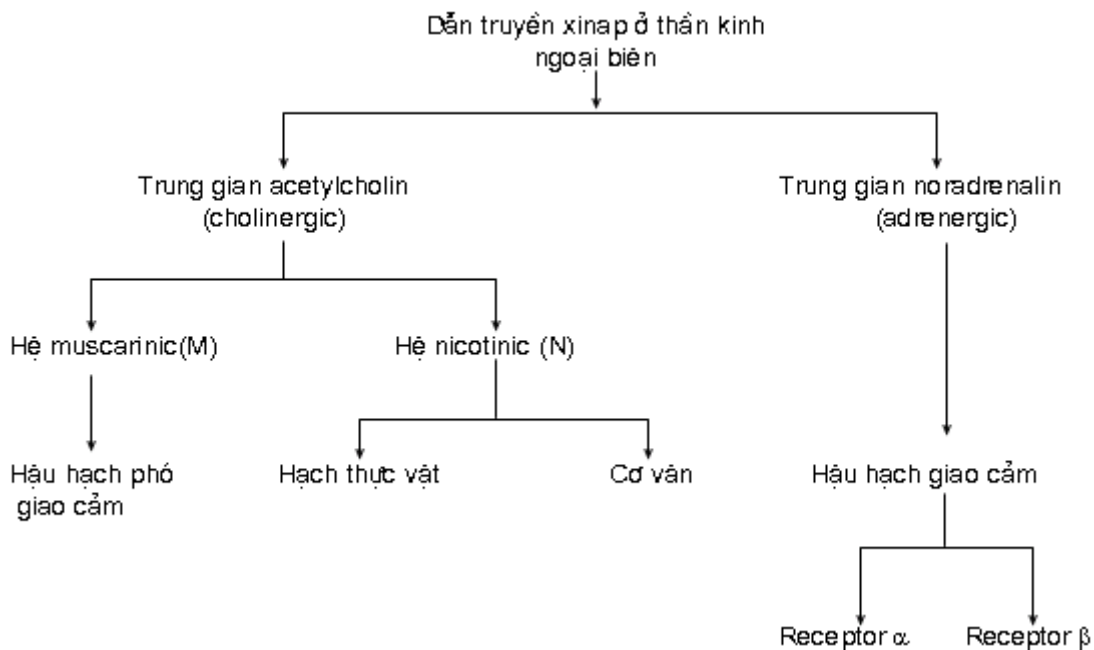 Dẫn truyền xinap ở thần kinh
ngoại biên
Trung gian acetylcholin
(cholinergic)
Trung gian noradrenalin
(adrenergic)
Hệ muscarinic(M)
Hệ nicotinic (N)
Hậu hạch phó
giao cảm
Hạch thực vật
Cơ vân
Hậu hạch giao cảm
Receptor α
Receptor β